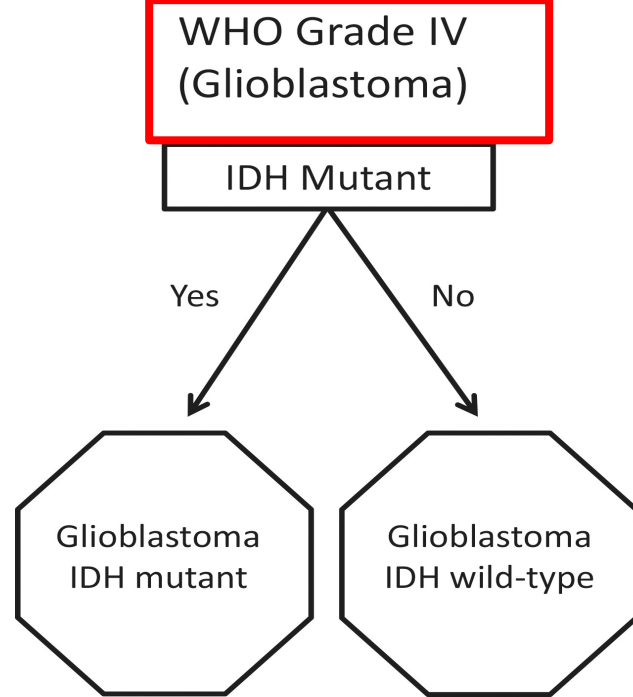 WHO Grade IV
(Glioblastoma)
IDH Mutant
Yes
No
Glioblastoma
IDH mutant
Glioblastoma
IDH wild-type